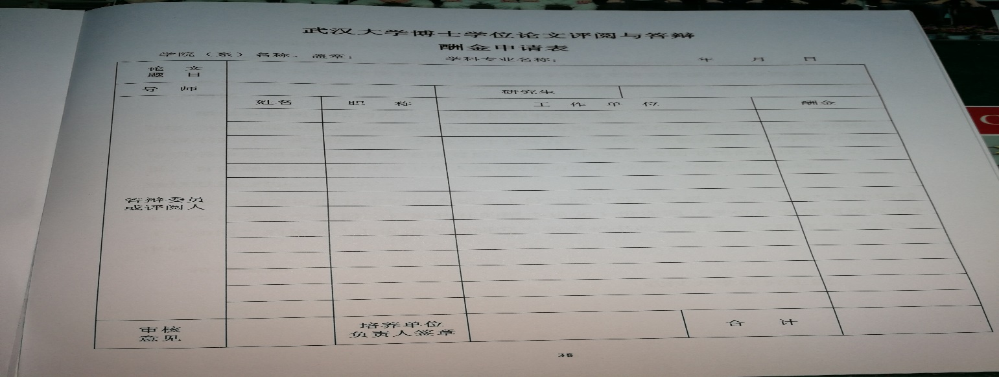 武汉大学博士学位论文评阅与答辩
酬金申请表
学院（系）名称、盖章： 学科专业名称： 年 月 日
论 文
题 目
导 师 研究生
姓名 职 称 工 作 单 位 酬金
答辩委员
或评阅人
审核
意见
培养单位
负责人签章
合 计
38